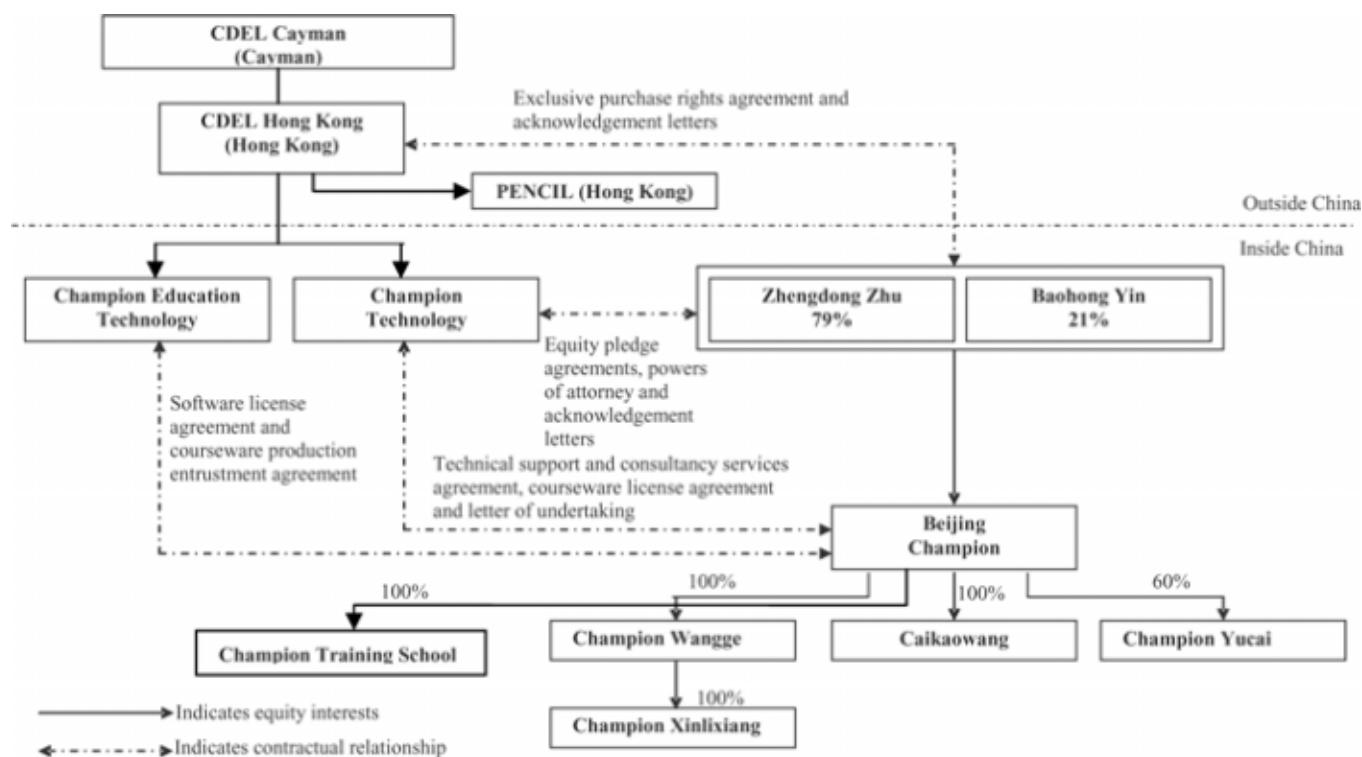 CDEL Cayman
(Cayman)
CDEL Hong Kong
(Hong Kong)
Exclusive purchase rights agreement and
acknowledgement letters
PENCIL (Hong Kong)
Outside China
Inside China
Champion Education
Technology
Champion
Technology
Zhengdong Zhu
79%
Baohong Yin
21%
Equity pledge
agreements, powers
of attorney and
acknowledgement
letters
Software license
agreement and
courseware production
entrustment agreement
Technical support and consultancy services
agreement, courseware license agreement
and letter of undertaking
Beijing
Champion
100%
100%
100%
60%
Champion Training School
Champion Wangge
Caikaowang
Champion Yucai
100%
Champion Xinlixiang
Indicates equity interests
Indicates contractual relationship